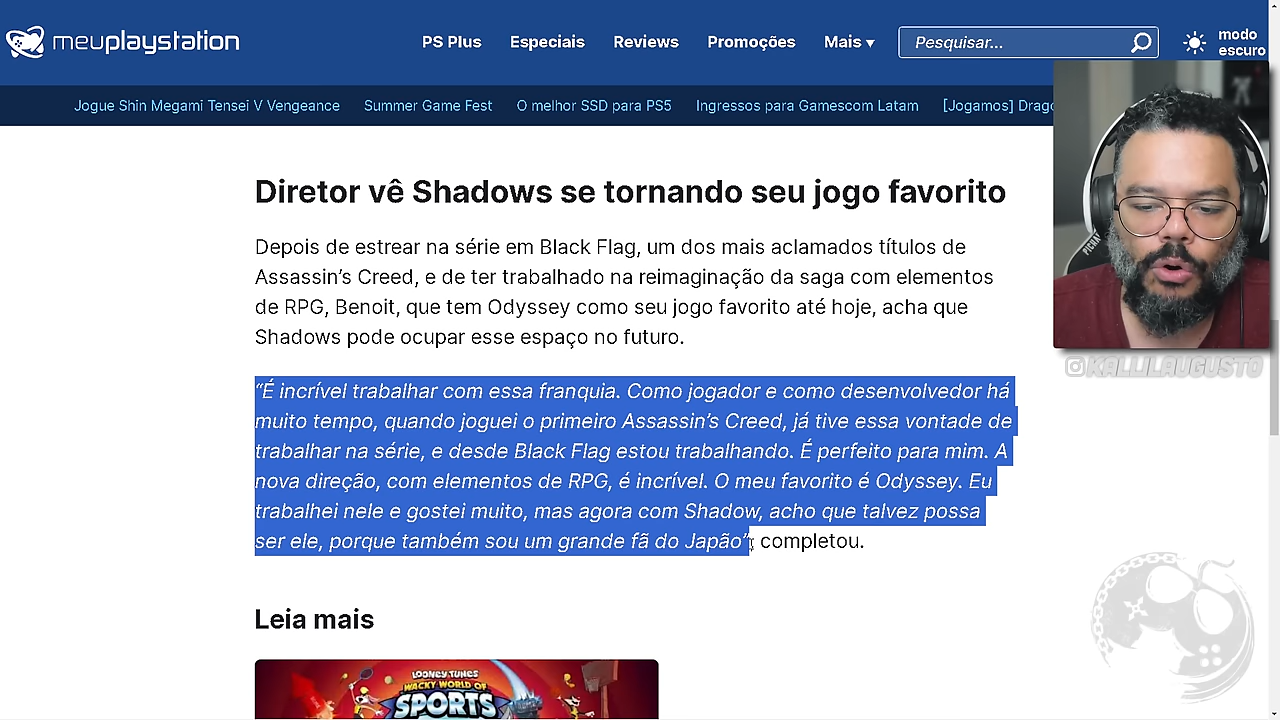 meuplaystation
PS Plus
Especiais
Reviews
Promoções
Mais
Pesquisar...
modo
escuro
Jogue Shin Megami Tensei V Vengeance
Summer Game Fest
O melhor SSD para PS5
Ingressos para Gamescom Latam
[Jogamos] Drago
Diretor vê Shadows se tornando seu jogo favorito
Depois de estrear na série em Black Flag, um dos mais aclamados títulos de
Assassin’s Creed, e de ter trabalhado na reimaginação da saga com elementos
de RPG, Benoit, que tem Odyssey como seu jogo favorito até hoje, acha que
Shadows pode ocupar esse espaço no futuro.
“É incrível trabalhar com essa franquia. Como jogador e como desenvolvedor há
muito tempo, quando joguei o primeiro Assassin’s Creed, já tive essa vontade de
trabalhar na série, e desde Black Flag estou trabalhando. É perfeito para mim. A
nova direção, com elementos de RPG, é incrível. O meu favorito é Odyssey. Eu
trabalhei nele e gostei muito, mas agora com Shadow, acho que talvez possa
ser ele, porque também sou um grande fã do Japão”, completou.
KALLILAUGUSTO
Leia mais
LOONEY TUNES
WACKY WORLD OF
SPORTS